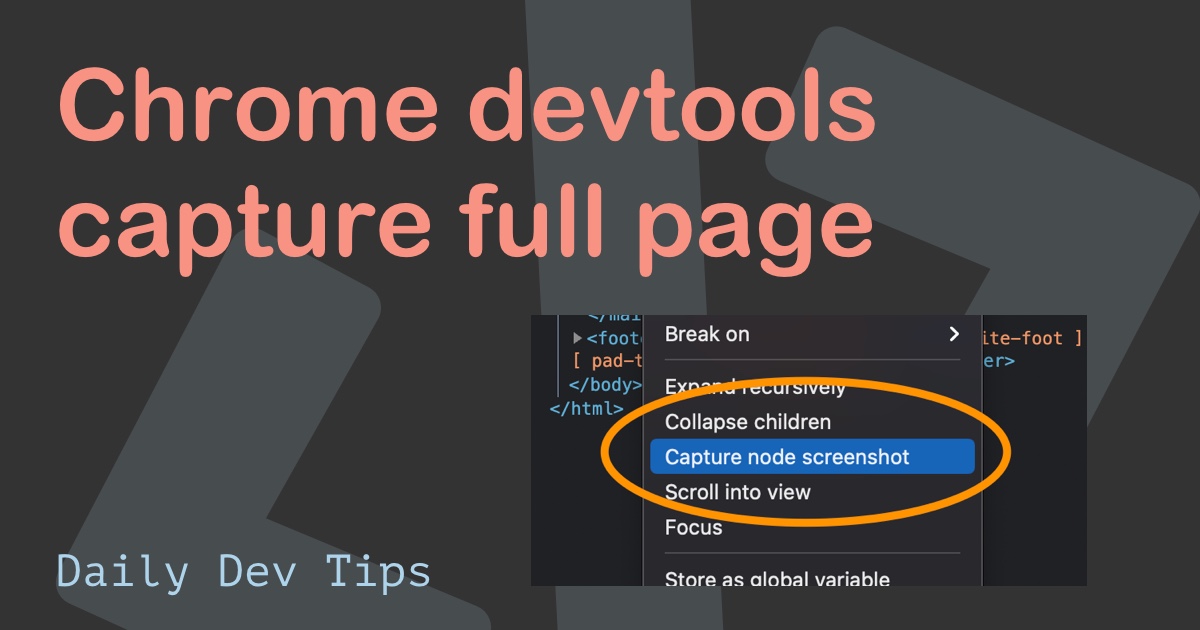 Chrome devtools
capture full page
Break on
<foot
ite-foot ]
[ pad-t
er>
Expand recursively
</body>
</html>
Collapse children
Capture node screenshot
Scroll into view
Focus
Store as global variable
Daily Dev Tips